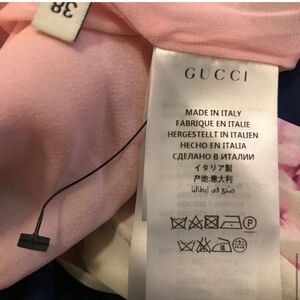 38
GUCCI
MADE IN ITALY
FABRIQUE EN ITALIE
HERGESTELLT IN ITALIEN
HECHO EN ITALIA
СДЕЛАНО В ИТАЛИИ
イタリア製
产地:意大利
صنع في إيطاليا
P